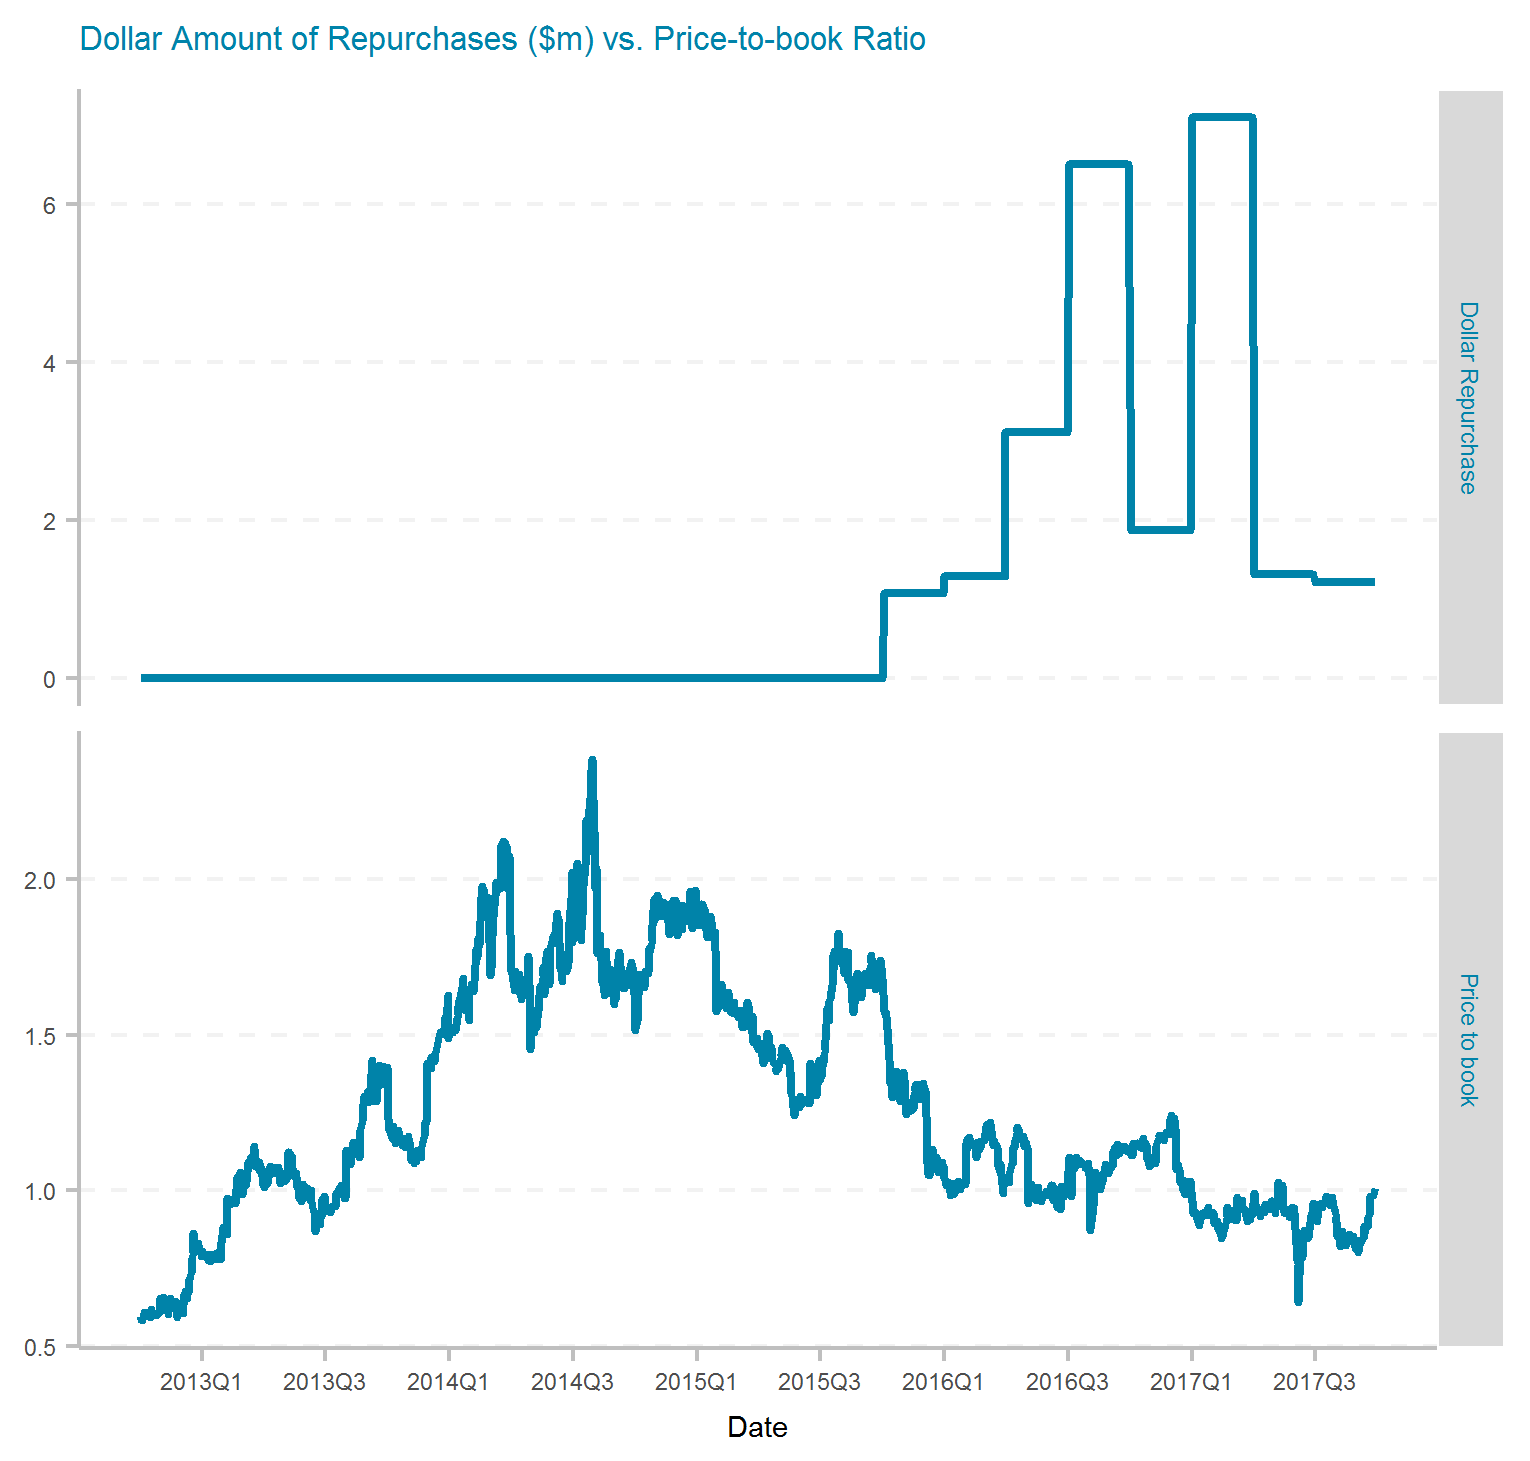 Dollar Amount of Repurchases ($m) vs. Price-to-book Ratio
6
4
2
0
Dollar Repurchase
2.0
1.5
1.0
0.5
Price to book
2013Q1 2013Q3 2014Q1 2014Q3 2015Q1 2015Q3 2016Q1 2016Q3 2017Q1 2017Q3
Date